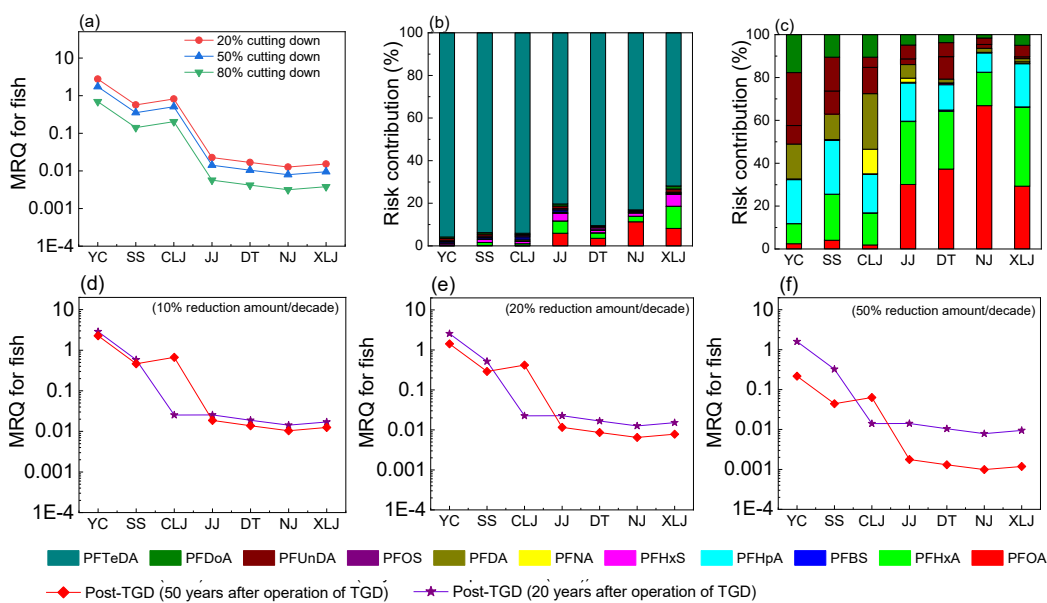 (a)
20% cutting down
50% cutting down
80% cutting down
MRQ for fish
10
1
0.1
0.01
0.001
1E-4
YC SS CLJ JJ DT NJ XLJ
(b)
Risk contribution (%)
100
80
60
40
20
0
YC SS CLJ JJ DT NJ XLJ
(c)
Risk contribution (%)
100
80
60
40
20
0
YC SS CLJ JJ DT NJ XLJ
(d)
(10% reduction amount/decade)
MRQ for fish
10
1
0.1
0.01
0.001
1E-4
YC SS CLJ JJ DT NJ XLJ
(e)
(20% reduction amount/decade)
MRQ for fish
10
1
0.1
0.01
0.001
1E-4
YC SS CLJ JJ DT NJ XLJ
(f)
(50% reduction amount/decade)
MRQ for fish
10
1
0.1
0.01
0.001
1E-4
YC SS CLJ JJ DT NJ XLJ
PFTeDA PFDoA PFUnDA PFOS PFDA PFNA PFHxS PFHpA PFBS PFHxA PFOA
Post-TGD (50 years after operation of TGD) Post-TGD (20 years after operation of TGD)